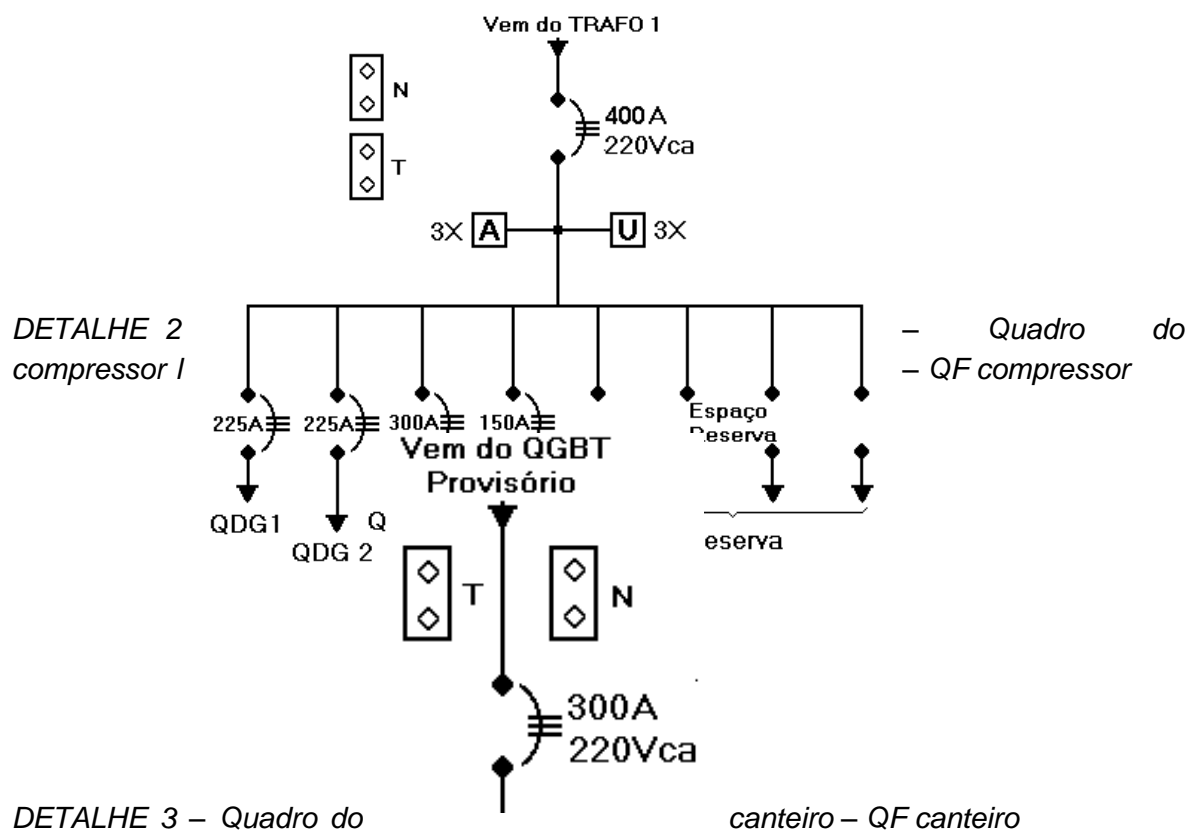 Vem do TRAFO 1
N
400A
220Vca
T
3X A U 3X
DETALHE 2 – Quadro do
compressor I – QF compressor
225A 225A 300A 150A Espaço
Reserva
Vem do QGBT
Provisório
QDG1 Q
QDG 2 eserva
T N
300A
220Vca
DETALHE 3 – Quadro do canteiro – QF canteiro